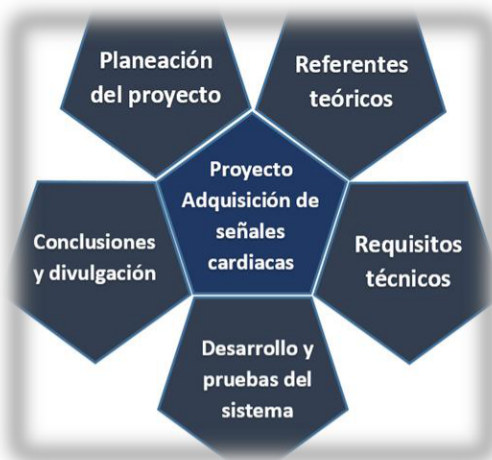 Planeación
del proyecto
Referentes
teóricos
Proyecto
Adquisición de
señales
cardiacas
Conclusiones
y divulgación
Requisitos
técnicos
Desarrollo y
pruebas del
sistema